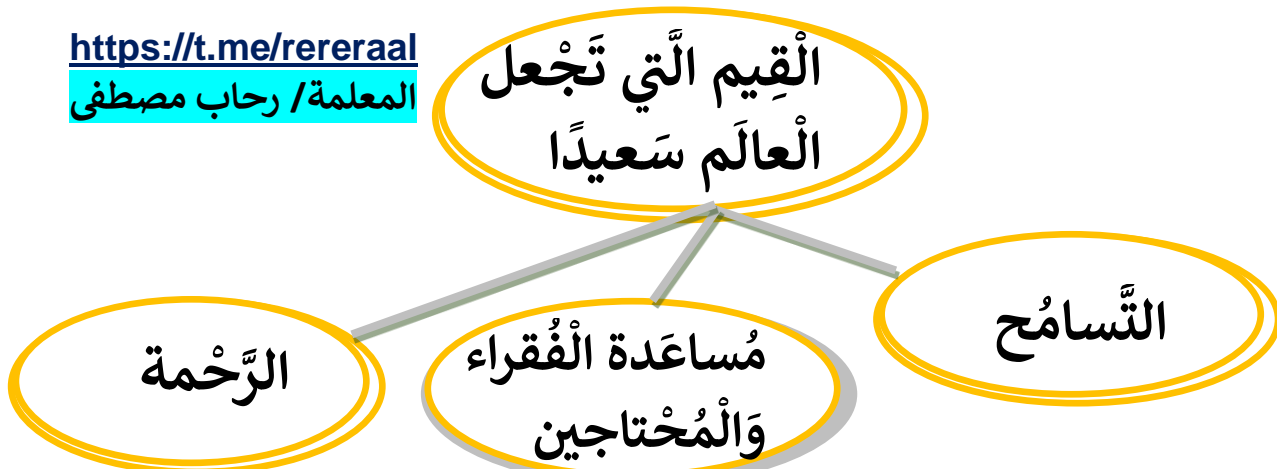 https://t.me/rereraal
المعلمة/ رحاب مصطفى
الْقِيم الَّتي تَجْعل
الْعالَم سَعيدًا
التَّسامُح
مُساعَدة الْفُقراء
وَالْمُحْتاجين
الرَّحْمة